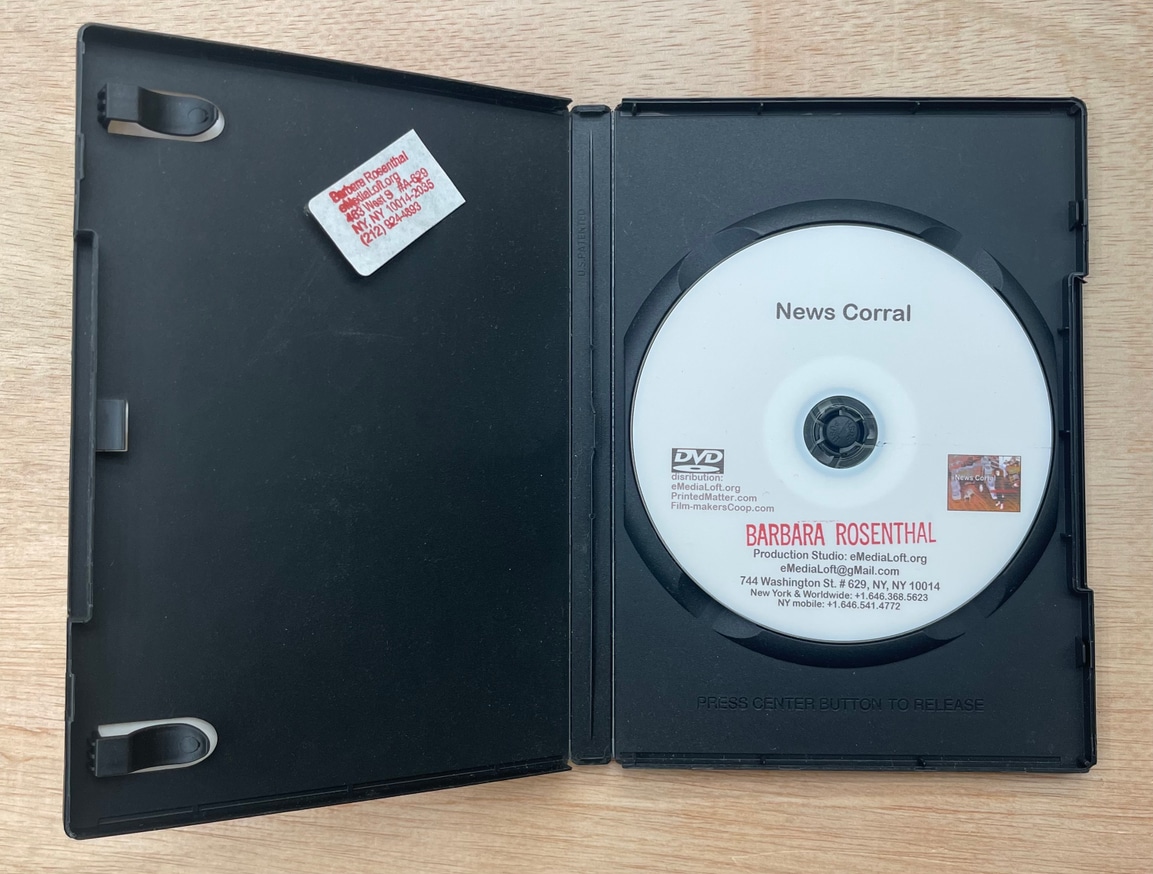 Barbara Rosenthal
eMediaLoft.org
463 West S #A-629
NY, NY 10014-2035
(212) 924-4893
U.S. PATENTED
News Corral
DVD
disribution:
eMediaLoft.org
PrintedMatter.com
Film-makersCoop.com
eNews Corral
BARBARA ROSENTHAL
Production Studio: eMediaLoft.org
eMediaLoft@gMail.com
744 Washington St. # 629, NY, NY 10014
New York & Worldwide: +1.646.368.5623
NY mobile: +1.646.541.4772
PRESS CENTER BUTTON TO RELEASE